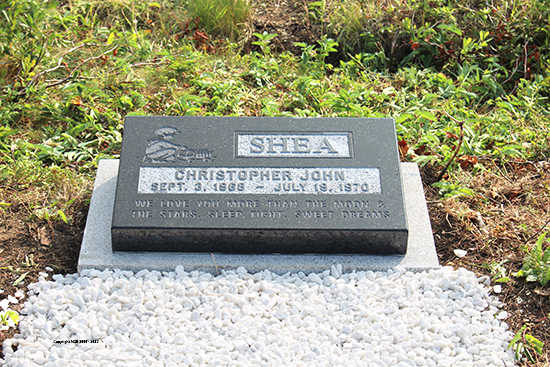 SHEA
CHRISTOPHER JOHN
SEPT. 3, 1968 - JULY 19, 1970
WE LOVE YOU MORE THAN THE MOON &
THE STARS. SLEEP TIGHT. SWEET DREAMS